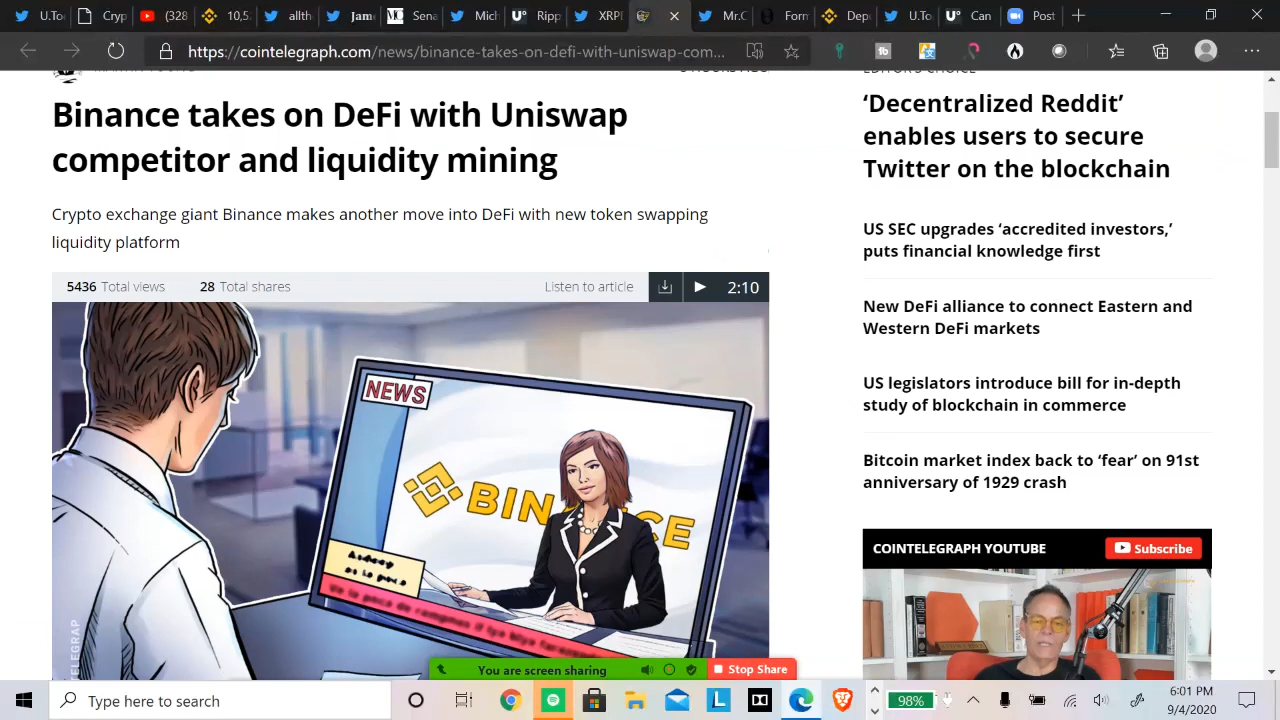 U.To
Cryp
(328
10,5
allth
Jam
Sena
Mich
Ripp
XRPI
Mr.C
Forn
Dep
U.To
Can
Post
https://cointelegraph.com/news/binance-takes-on-defi-with-uniswap-com...
EDITOR'S CHOICE
Binance takes on DeFi with Uniswap
competitor and liquidity mining
Crypto exchange giant Binance makes another move into DeFi with new token swapping
liquidity platform
5436 Total views
28 Total shares
Listen to article
2:10
NEWS
BIN CE
‘Decentralized Reddit’
enables users to secure
Twitter on the blockchain
US SEC upgrades ‘accredited investors,’
puts financial knowledge first
New DeFi alliance to connect Eastern and
Western DeFi markets
US legislators introduce bill for in-depth
study of blockchain in commerce
Bitcoin market index back to ‘fear’ on 91st
anniversary of 1929 crash
COINTELEGRAPH YOUTUBE
Subscribe
You are screen sharing
Stop Share
Type here to search
98%
6:01 PM
9/4/2020